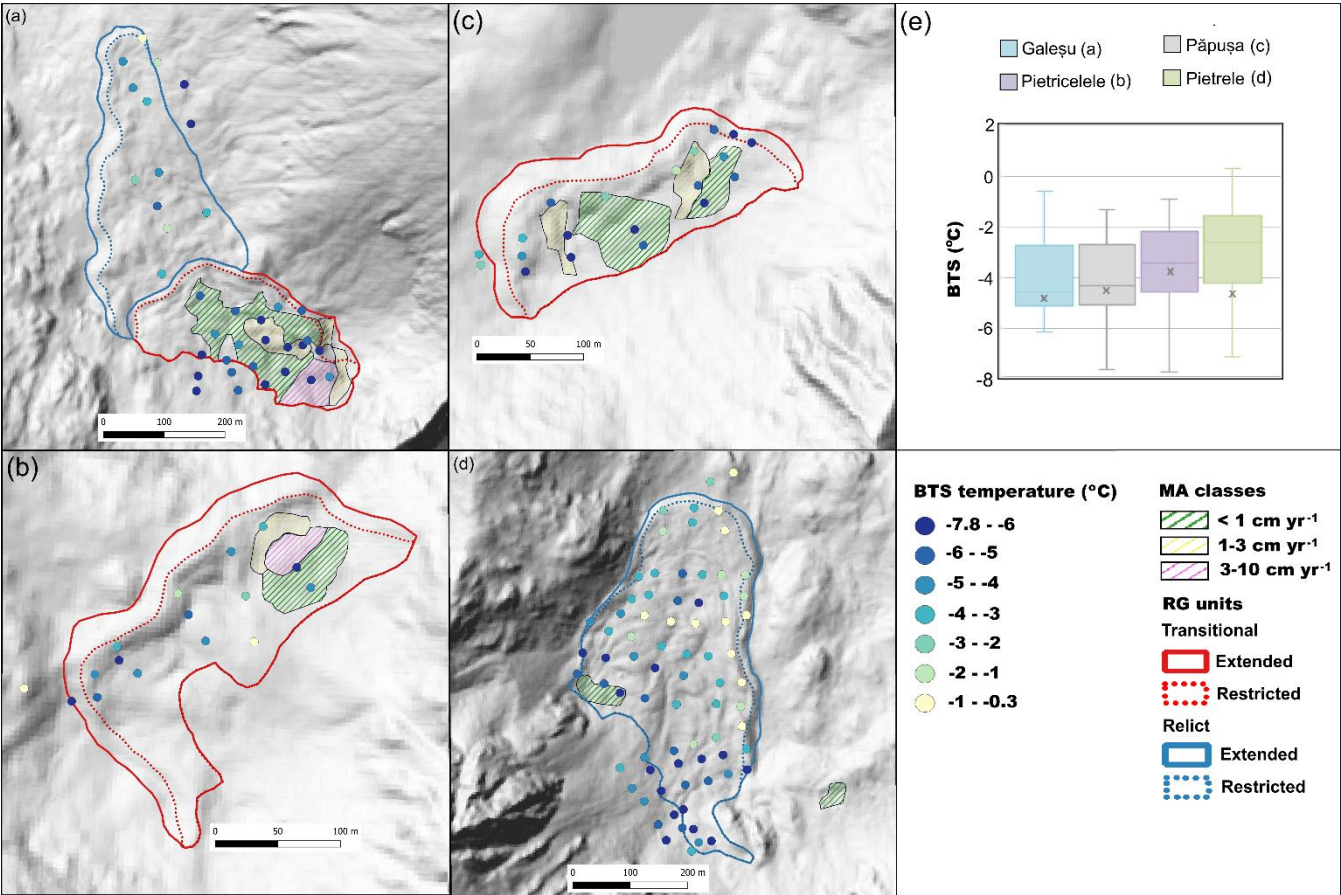 (a)
0 100 200 m
(c)
0 50 100 m
(e)
Galeșu (a) Păpușa (c)
Pietricelele (b) Pietrele (d)
2
0
-2
-4
-6
-8
BTS (°C)
x x x x
(b)
0 50 100 m
(d)
0 100 200 m
BTS temperature (°C)
-7.8 - -6
-6 - -5
-5 - -4
-4 - -3
-3 - -2
-2 - -1
-1 - -0.3
MA classes
< 1 cm yr⁻¹
1-3 cm yr⁻¹
3-10 cm yr⁻¹
RG units
Transitional
Extended
Restricted
Relict
Extended
Restricted